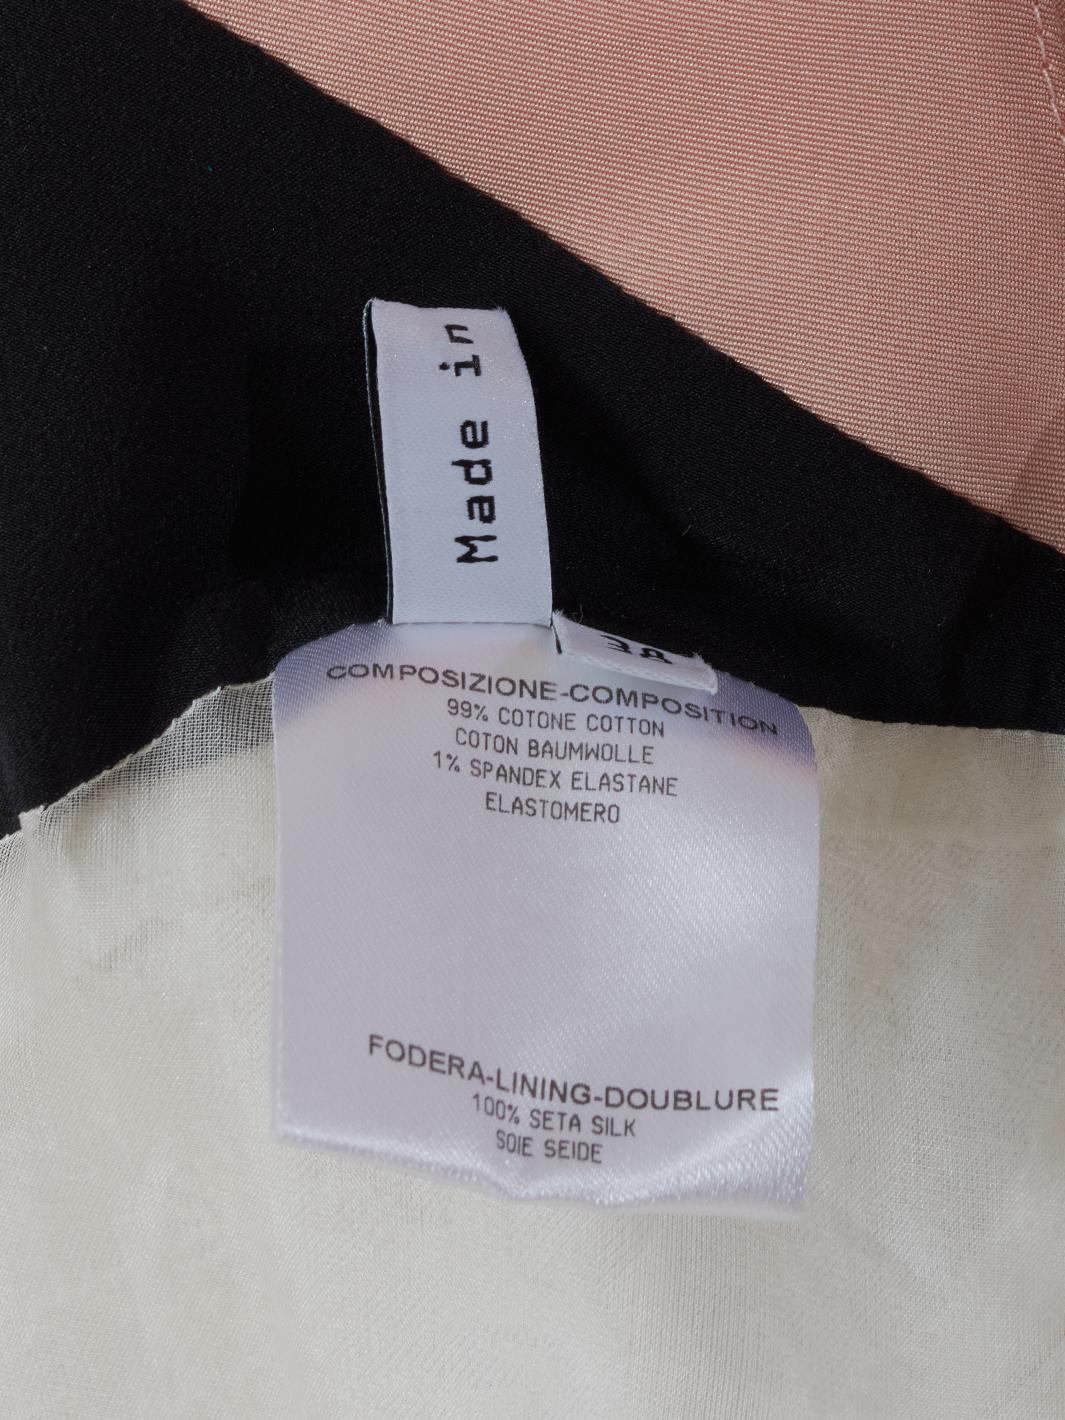 Made in
COMPOSIZIONE-COMPOSITION
99% COTONE COTTON
COTON BAUMWOLLE
1% SPANDEX ELASTANE
ELASTOMERO
FODERA-LINING-DOUBLURE
100% SETA SILK
SOIE SEIDE